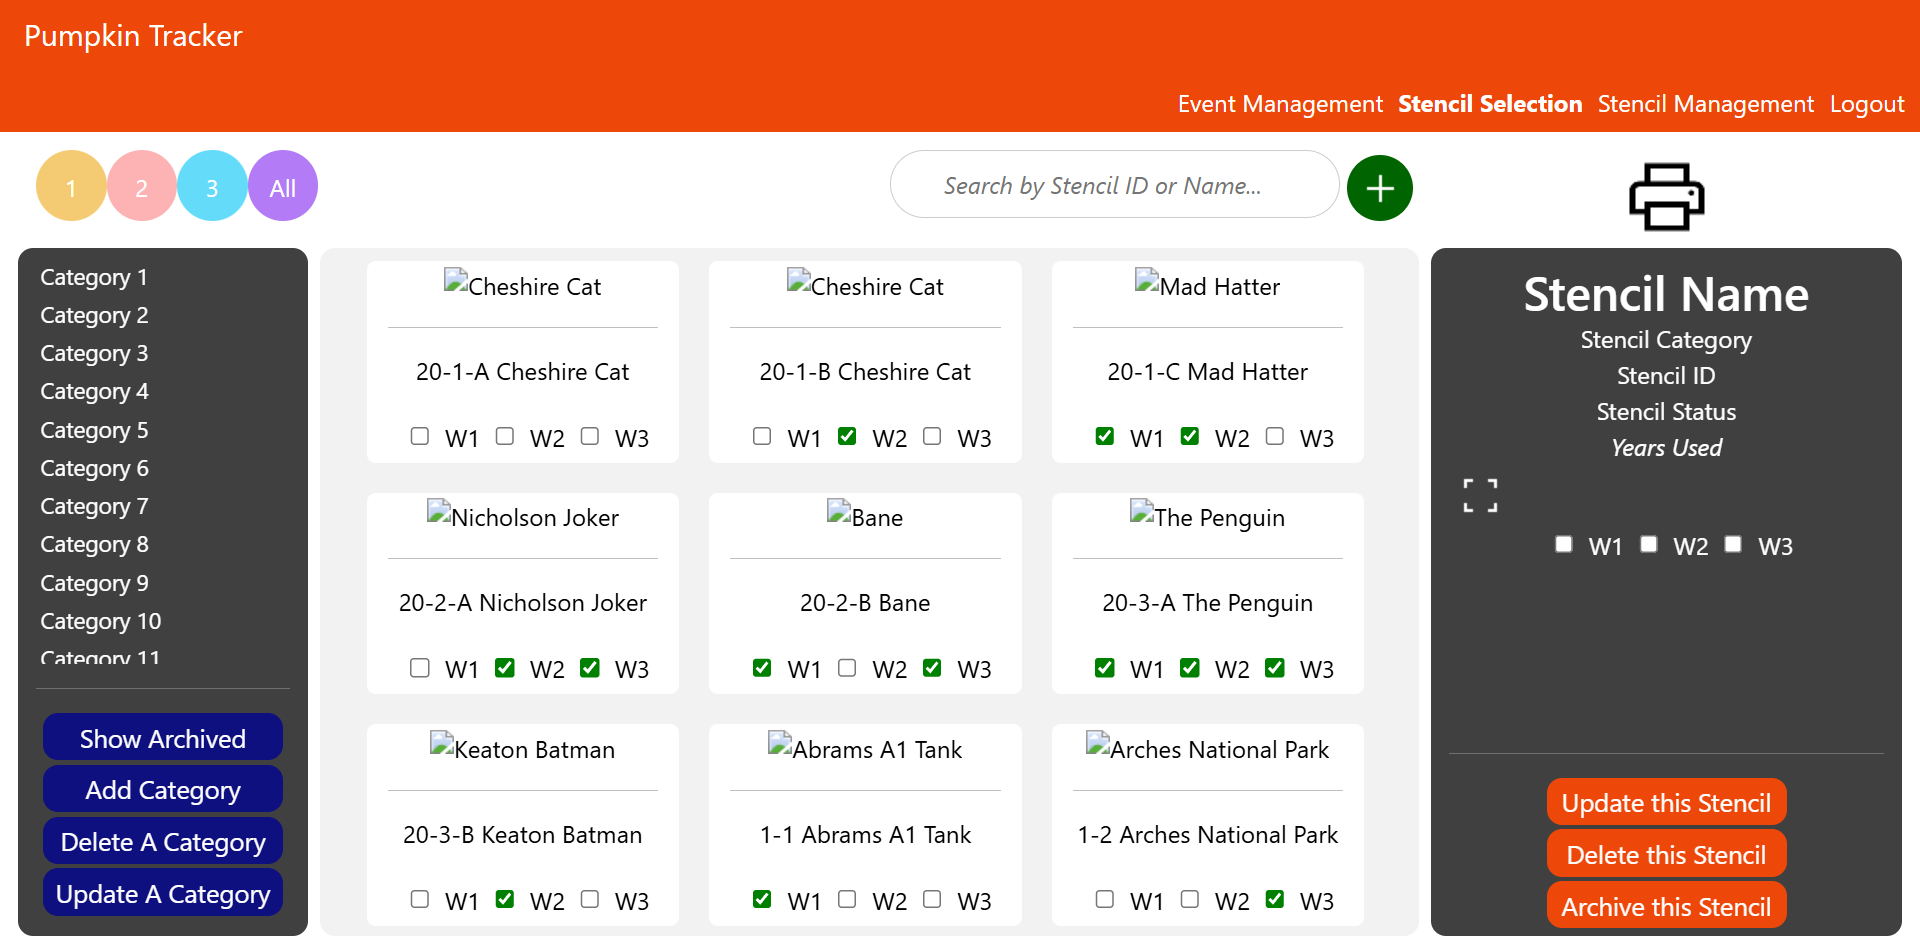 Pumpkin Tracker
Event Management Stencil Selection Stencil Management Logout
1 2 3 All
Search by Stencil ID or Name...
Category 1
Category 2
Category 3
Category 4
Category 5
Category 6
Category 7
Category 8
Category 9
Category 10
Category 11
Show Archived
Add Category
Delete A Category
Update A Category
Cheshire Cat
20-1-A Cheshire Cat
W1 W2 W3
Cheshire Cat
20-1-B Cheshire Cat
W1 W2 W3
Mad Hatter
20-1-C Mad Hatter
W1 W2 W3
Nicholson Joker
20-2-A Nicholson Joker
W1 W2 W3
Bane
20-2-B Bane
W1 W2 W3
The Penguin
20-3-A The Penguin
W1 W2 W3
Keaton Batman
20-3-B Keaton Batman
W1 W2 W3
Abrams A1 Tank
1-1 Abrams A1 Tank
W1 W2 W3
Arches National Park
1-2 Arches National Park
W1 W2 W3
Stencil Name
Stencil Category
Stencil ID
Stencil Status
Years Used
W1 W2 W3
Update this Stencil
Delete this Stencil
Archive this Stencil